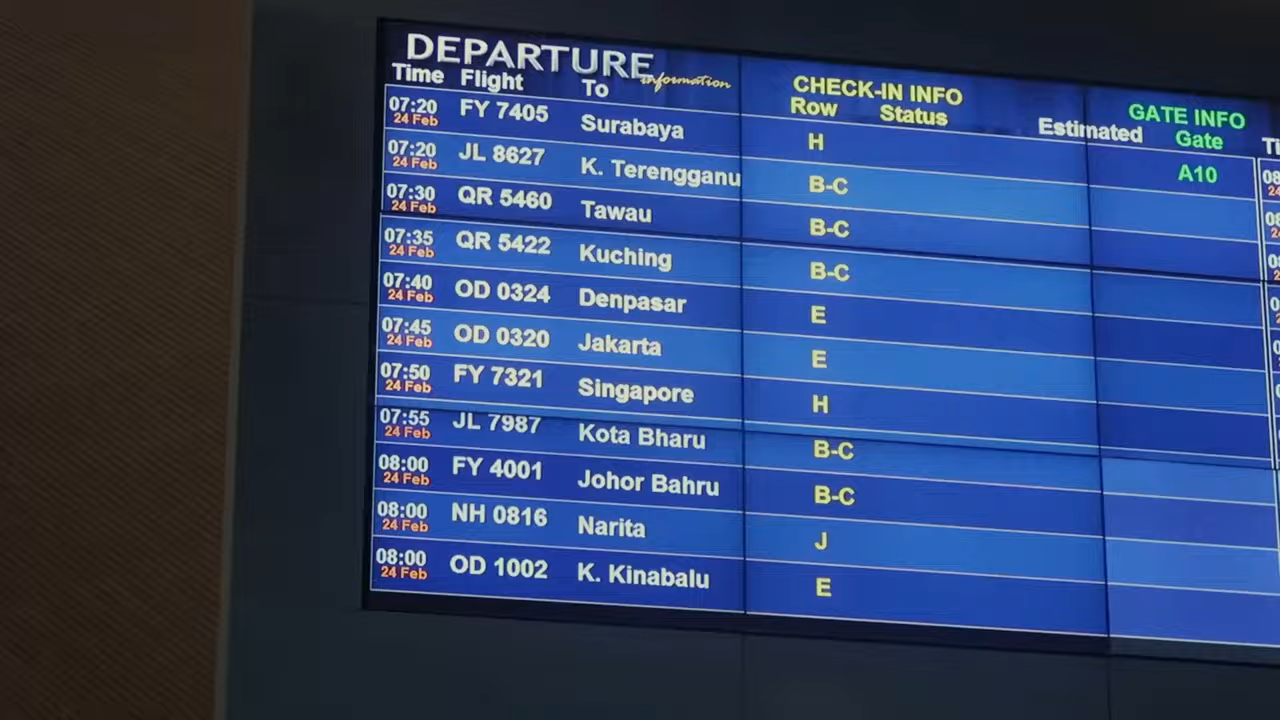 DEPARTURE information
CHECK-IN INFO
GATE INFO
Time Flight To Row Status Estimated Gate
07:20 24 Feb FY 7405 Surabaya H
07:20 24 Feb JL 8627 K. Terengganu B-C A10
07:30 24 Feb QR 5460 Tawau B-C
07:35 24 Feb QR 5422 Kuching B-C
07:40 24 Feb OD 0324 Denpasar E
07:45 24 Feb OD 0320 Jakarta E
07:50 24 Feb FY 7321 Singapore H
07:55 24 Feb JL 7987 Kota Bharu B-C
08:00 24 Feb FY 4001 Johor Bahru B-C
08:00 24 Feb NH 0816 Narita J
08:00 24 Feb OD 1002 K. Kinabalu E